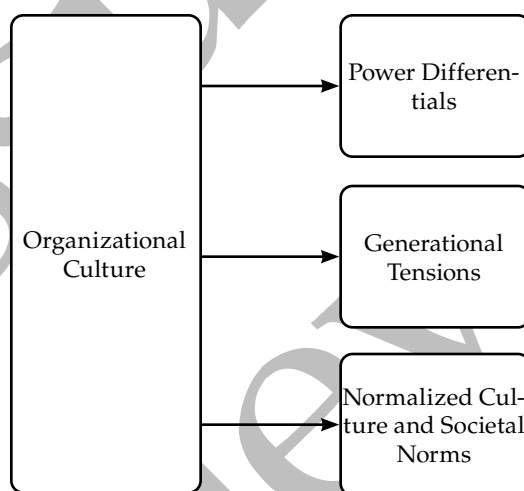 Organizational
Culture
Power Differen-
tials
Generational
Tensions
Normalized Cul-
ture and Societal
Norms